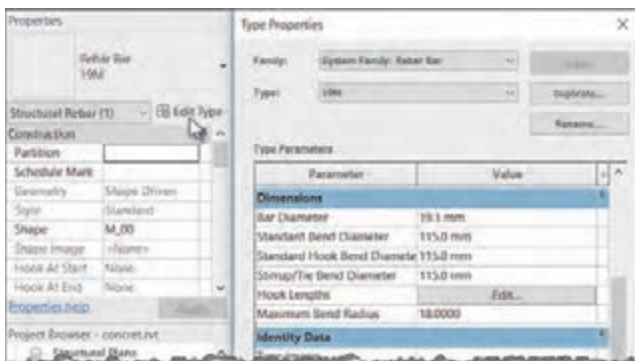 Properties
Rebar Bar
19M
Structural Rebar (1)
Edit Type
Construction
Partition
Schedule Mark
Geometry Shape Driven
Style Standard
Shape M_00
Shape Image <None>
Hook At Start None
Hook At End None
Properties help
Apply
Project Browser - concret.rvt
Structural Plans
Type Properties
Family: System Family: Rebar Bar
Type: 19M
Duplicate...
Rename...
Type Parameters
Parameter Value
Dimensions
Bar Diameter 19.1 mm
Standard Bend Diameter 115.0 mm
Standard Hook Bend Diamete 115.0 mm
Stirrup/Tie Bend Diameter 115.0 mm
Hook Lengths Edit...
Maximum Bend Radius 18.0000
Identity Data